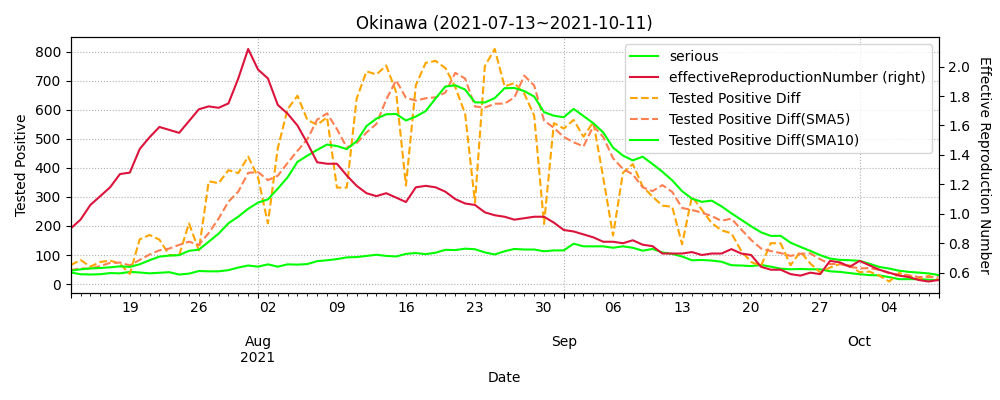 Okinawa (2021-07-13~2021-10-11)
serious
effectiveReproductionNumber (right)
Tested Positive Diff
Tested Positive Diff(SMA5)
Tested Positive Diff(SMA10)
Tested Positive
800
700
600
500
400
300
200
100
0
2.0
1.8
1.6
1.4
1.2
1.0
0.8
0.6
Effective Reproduction Number
19 26 02 09 16 23 30 06 13 20 27 04
Aug Sep Oct
2021
Date